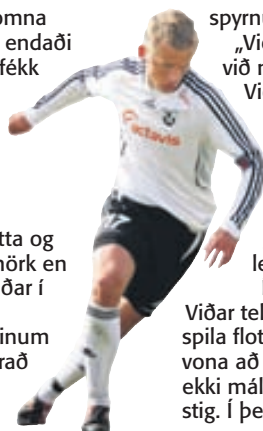 omna
endaði
fékk
tta og
nörk en
ðar í
inum
rað
spyrnu
„Við
við m
Vi
le
Viðar tel
spila flot
vona að
ekki mál
stig. Í þe
actavis